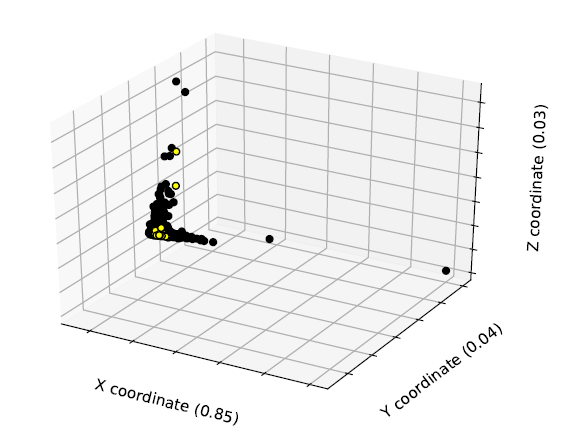 X coordinate (0.85)
Y coordinate (0.04)
Z coordinate (0.03)